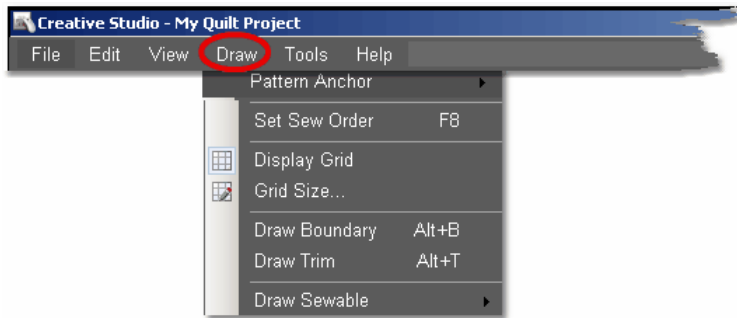 Creative Studio - My Quilt Project
File Edit View Draw Tools Help
Pattern Anchor
Set Sew Order F8
Display Grid
Grid Size...
Draw Boundary Alt+B
Draw Trim Alt+T
Draw Sewable